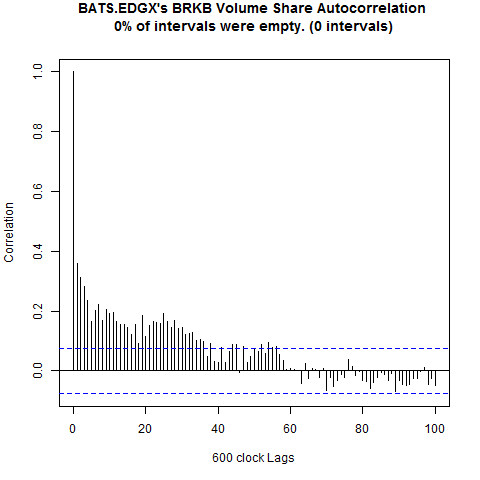 BATS.EDGX's BRKB Volume Share Autocorrelation
0% of intervals were empty. (0 intervals)
1.0
0.8
0.6
0.4
0.2
0.0
Correlation
0 20 40 60 80 100
600 clock Lags